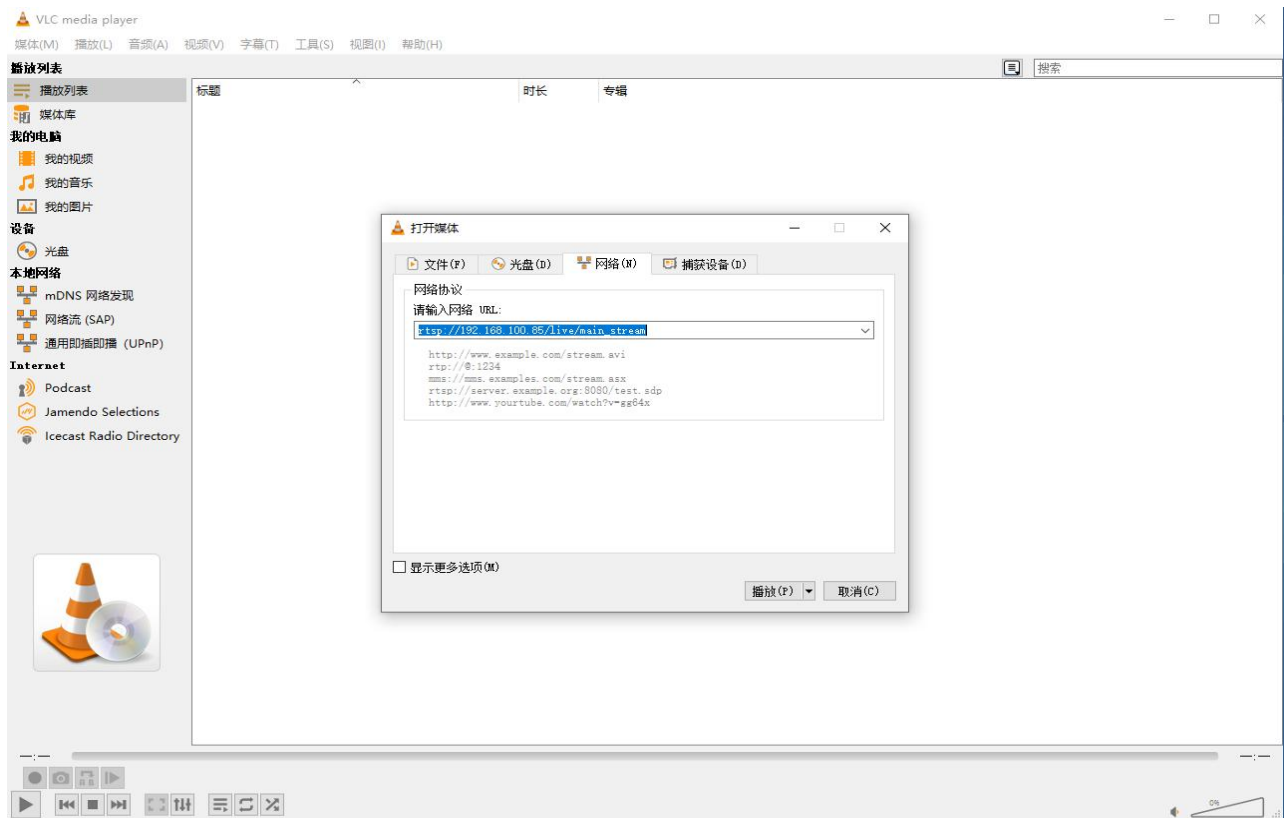 VLC media player
媒体(M) 播放(L) 音频(A) 视频(V) 字幕(T) 工具(S) 视图(I) 帮助(H)
播放列表
搜索
播放列表
标题 时长 专辑
媒体库
我的电脑
我的视频
我的音乐
我的图片
设备
光盘
本地网络
mDNS 网络发现
网络流 (SAP)
通用即插即播 (UPnP)
Internet
Podcast
Jamendo Selections
Icecast Radio Directory
打开媒体
文件(F) 光盘(D) 网络(N) 捕获设备(D)
网络协议
请输入网络 URL:
rtsp://192.168.100.85/live/main_stream
http://www.example.com/stream.avi
rtp://@:1234
mms://mms.examples.com/stream.asx
rtsp://server.example.org:8080/test.sdp
http://www.yourtube.com/watch?v=gg64x
显示更多选项(M)
播放(P) 取消(C)
--:-- --:--
0%